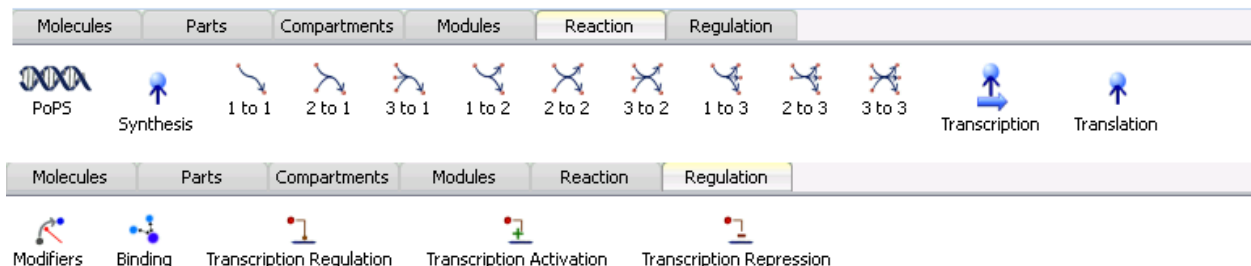 Molecules Parts Compartments Modules Reaction Regulation
PoPS Synthesis 1 to 1 2 to 1 3 to 1 1 to 2 2 to 2 3 to 2 1 to 3 2 to 3 3 to 3 Transcription Translation
Molecules Parts Compartments Modules Reaction Regulation
Modifiers Binding Transcription Regulation Transcription Activation Transcription Repression